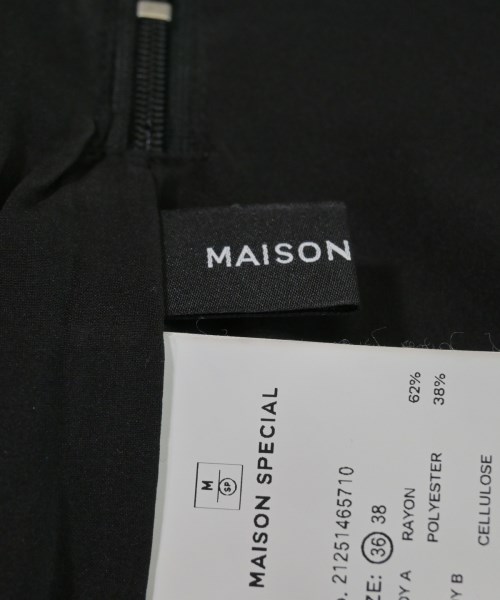 MAISON
M
SP
MAISON SPECIAL
. 21251465710
ZE: 36 38
Y A RAYON 62%
POLYESTER 38%
Y B CELLULOSE